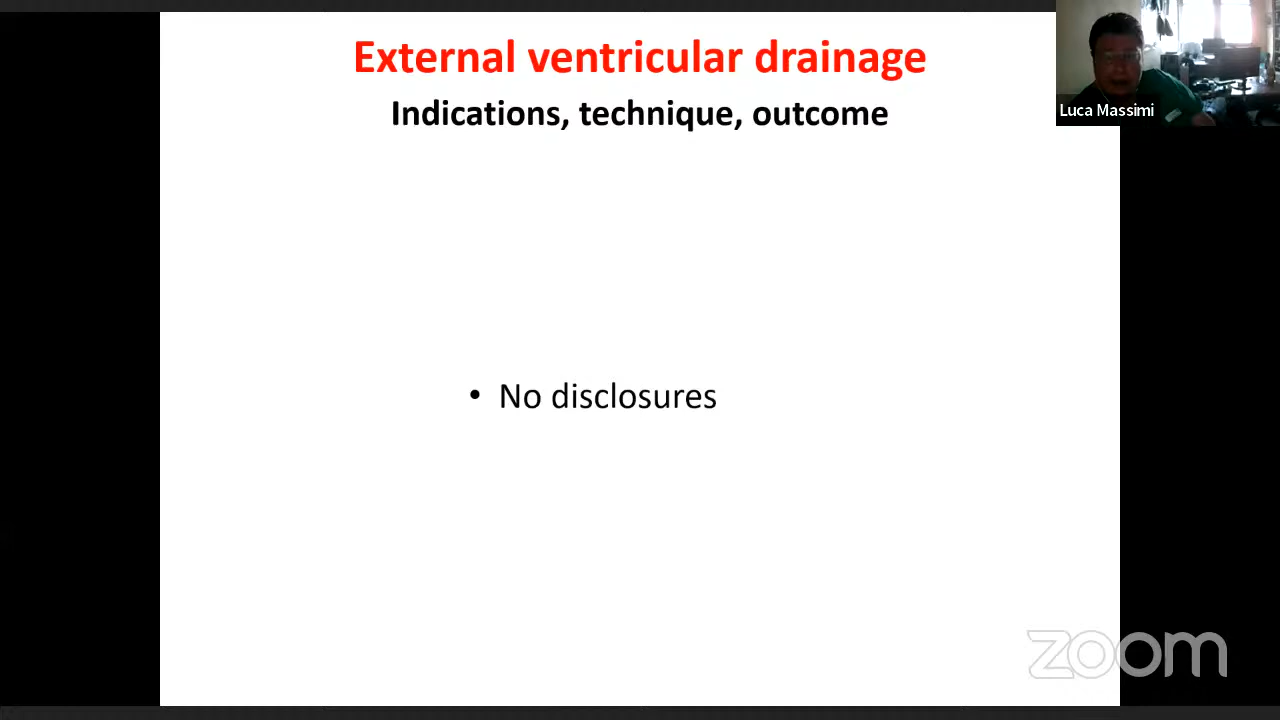 External ventricular drainage
Indications, technique, outcome
Luca Massimi
• No disclosures
zoom